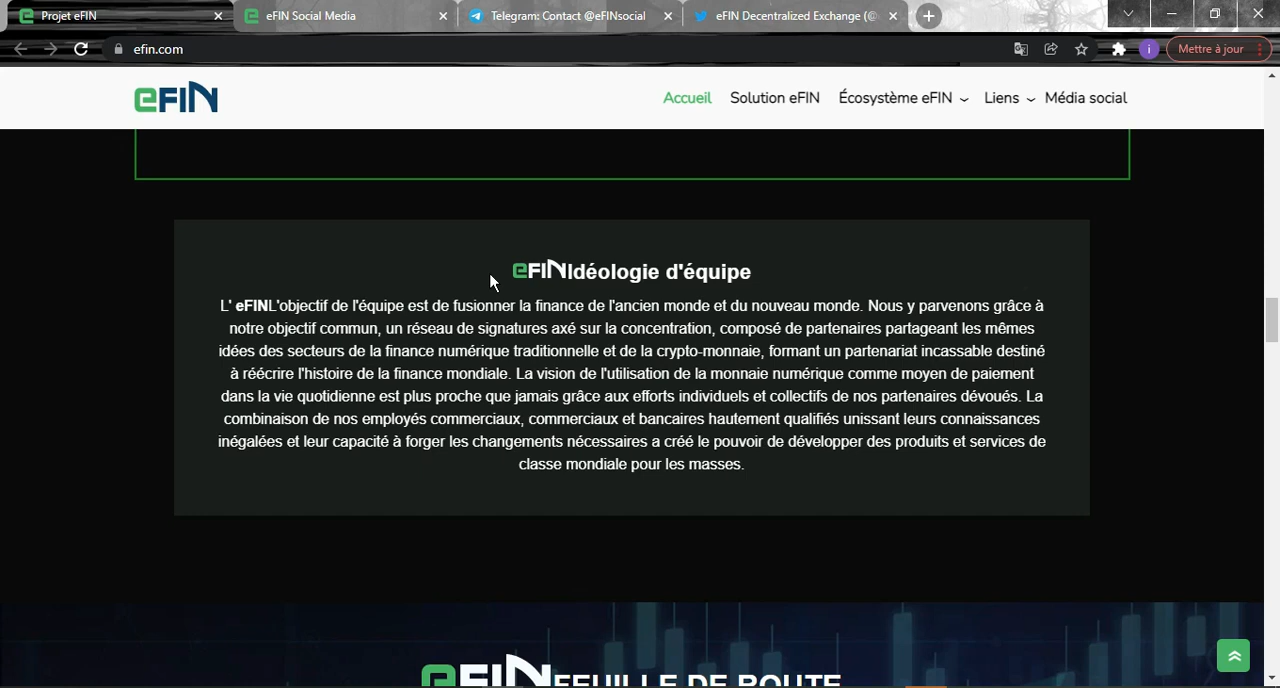 Projet eFIN
eFIN Social Media
Telegram: Contact @eFINsocial
eFIN Decentralized Exchange (@
efin.com
i
Mettre à jour
eFIN
Accueil
Solution eFIN
Écosystème eFIN
Liens
Média social
eFINIdéologie d'équipe
L' eFINL'objectif de l'équipe est de fusionner la finance de l'ancien monde et du nouveau monde. Nous y parvenons grâce à
notre objectif commun, un réseau de signatures axé sur la concentration, composé de partenaires partageant les mêmes
idées des secteurs de la finance numérique traditionnelle et de la crypto-monnaie, formant un partenariat incassable destiné
à réécrire l'histoire de la finance mondiale. La vision de l'utilisation de la monnaie numérique comme moyen de paiement
dans la vie quotidienne est plus proche que jamais grâce aux efforts individuels et collectifs de nos partenaires dévoués. La
combinaison de nos employés commerciaux, commerciaux et bancaires hautement qualifiés unissant leurs connaissances
inégalées et leur capacité à forger les changements nécessaires a créé le pouvoir de développer des produits et services de
classe mondiale pour les masses.
eFINFEUILLE DE ROUTE